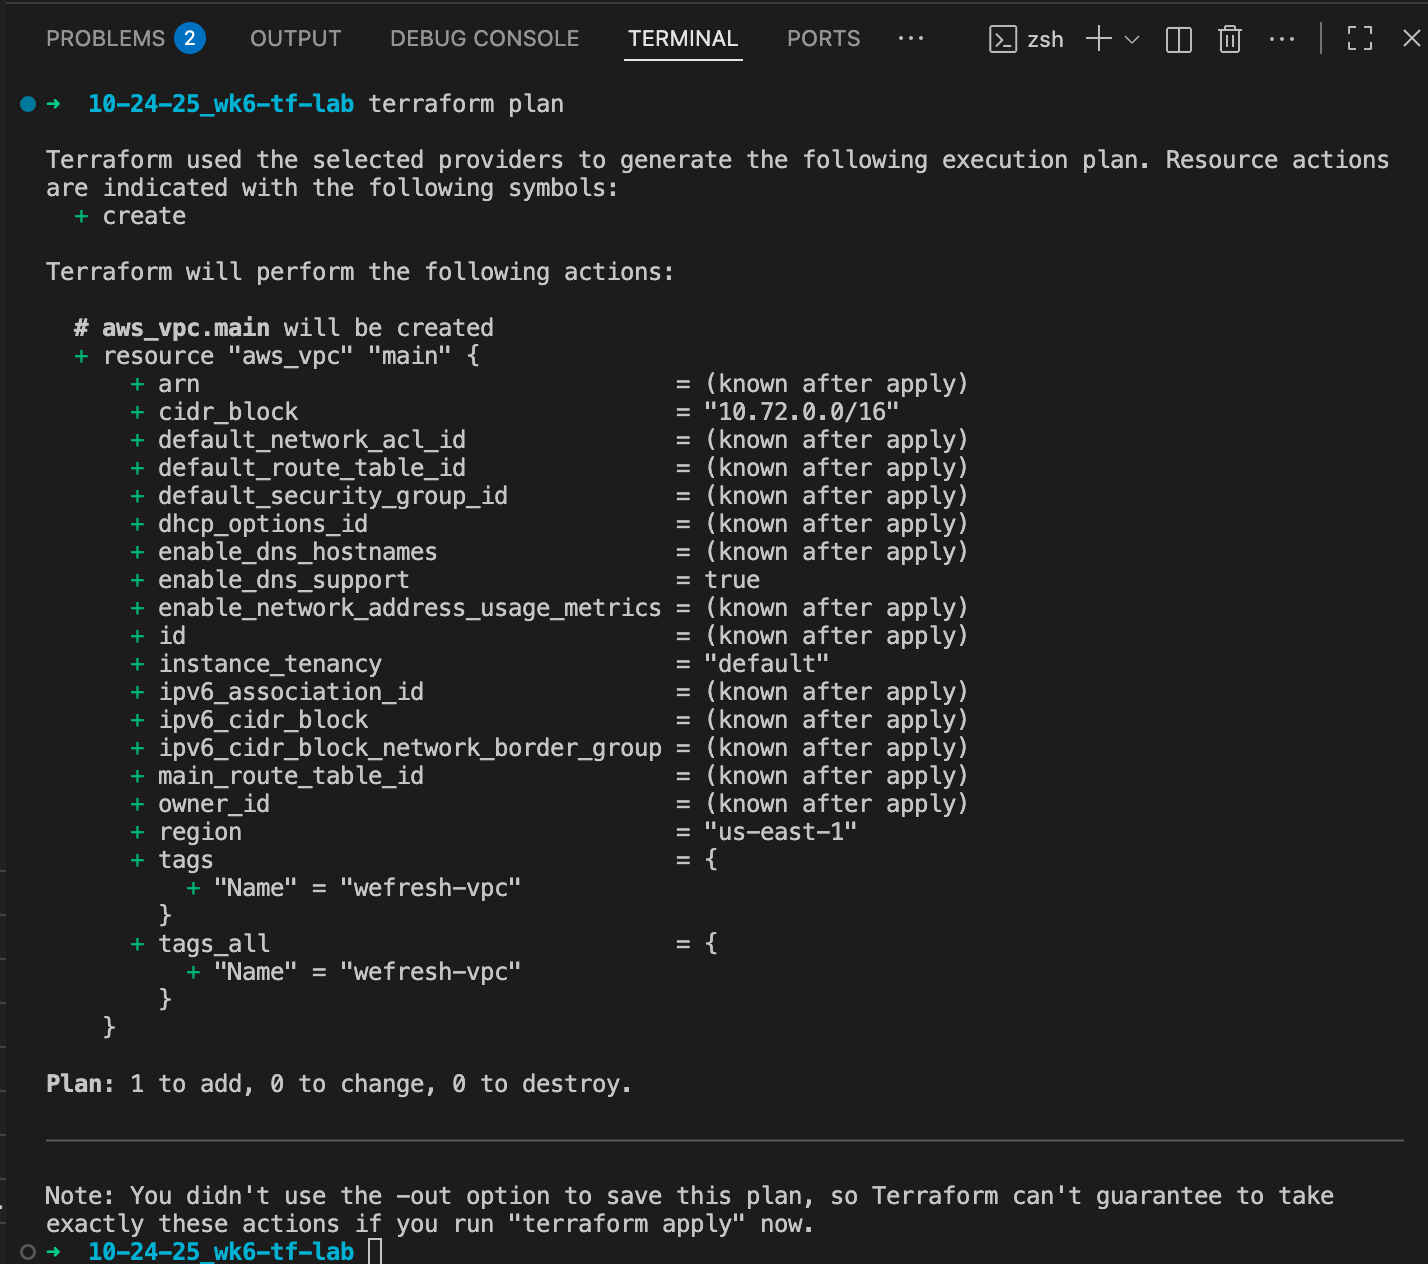 PROBLEMS 2 OUTPUT DEBUG CONSOLE TERMINAL PORTS ··· zsh ···
➜ 10-24-25_wk6-tf-lab terraform plan
Terraform used the selected providers to generate the following execution plan. Resource actions
are indicated with the following symbols:
+ create
Terraform will perform the following actions:
# aws_vpc.main will be created
+ resource "aws_vpc" "main" {
+ arn = (known after apply)
+ cidr_block = "10.72.0.0/16"
+ default_network_acl_id = (known after apply)
+ default_route_table_id = (known after apply)
+ default_security_group_id = (known after apply)
+ dhcp_options_id = (known after apply)
+ enable_dns_hostnames = (known after apply)
+ enable_dns_support = true
+ enable_network_address_usage_metrics = (known after apply)
+ id = (known after apply)
+ instance_tenancy = "default"
+ ipv6_association_id = (known after apply)
+ ipv6_cidr_block = (known after apply)
+ ipv6_cidr_block_network_border_group = (known after apply)
+ main_route_table_id = (known after apply)
+ owner_id = (known after apply)
+ region = "us-east-1"
+ tags = {
+ "Name" = "wefresh-vpc"
}
+ tags_all = {
+ "Name" = "wefresh-vpc"
}
}
Plan: 1 to add, 0 to change, 0 to destroy.
Note: You didn't use the -out option to save this plan, so Terraform can't guarantee to take
exactly these actions if you run "terraform apply" now.
➜ 10-24-25_wk6-tf-lab